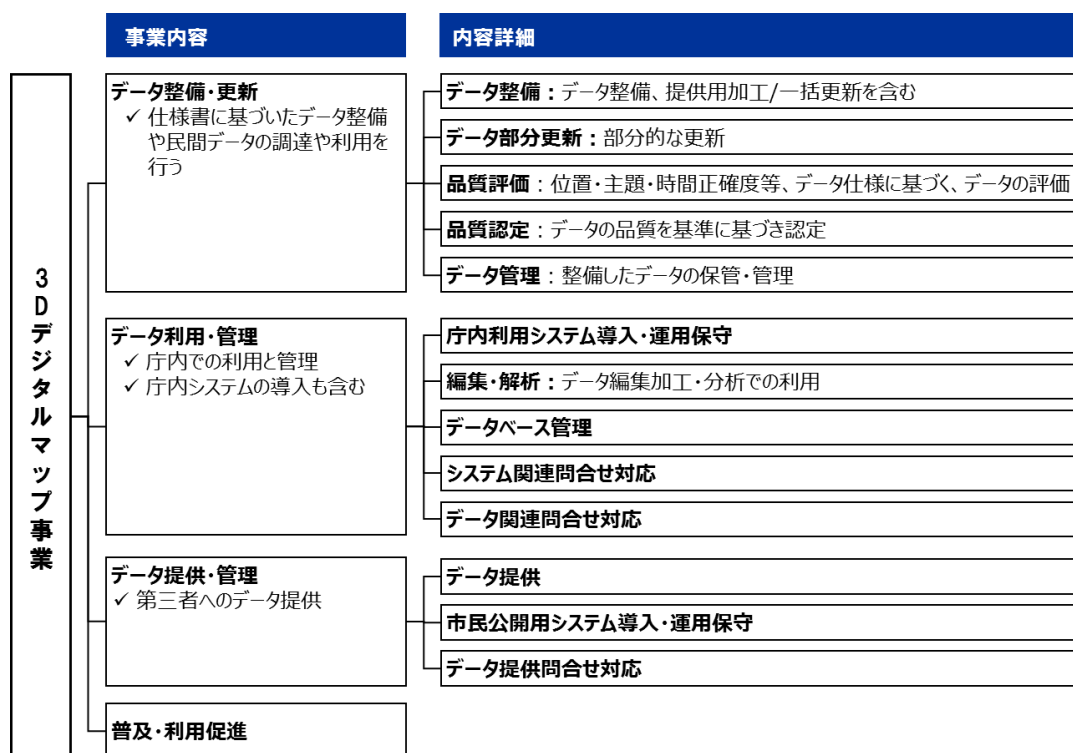 事業内容
内容詳細
3Dデジタルマップ事業
データ整備・更新
✓ 仕様書に基づいたデータ整備
や民間データの調達や利用を
行う
データ整備：データ整備、提供用加工/一括更新を含む
データ部分更新：部分的な更新
品質評価：位置・主題・時間正確度等、データ仕様に基づく、データの評価
品質認定：データの品質を基準に基づき認定
データ管理：整備したデータの保管・管理
データ利用・管理
✓ 庁内での利用と管理
✓ 庁内システムの導入も含む
庁内利用システム導入・運用保守
編集・解析：データ編集加工・分析での利用
データベース管理
システム関連問合せ対応
データ関連問合せ対応
データ提供・管理
✓ 第三者へのデータ提供
データ提供
市民公開用システム導入・運用保守
データ提供問合せ対応
普及・利用促進